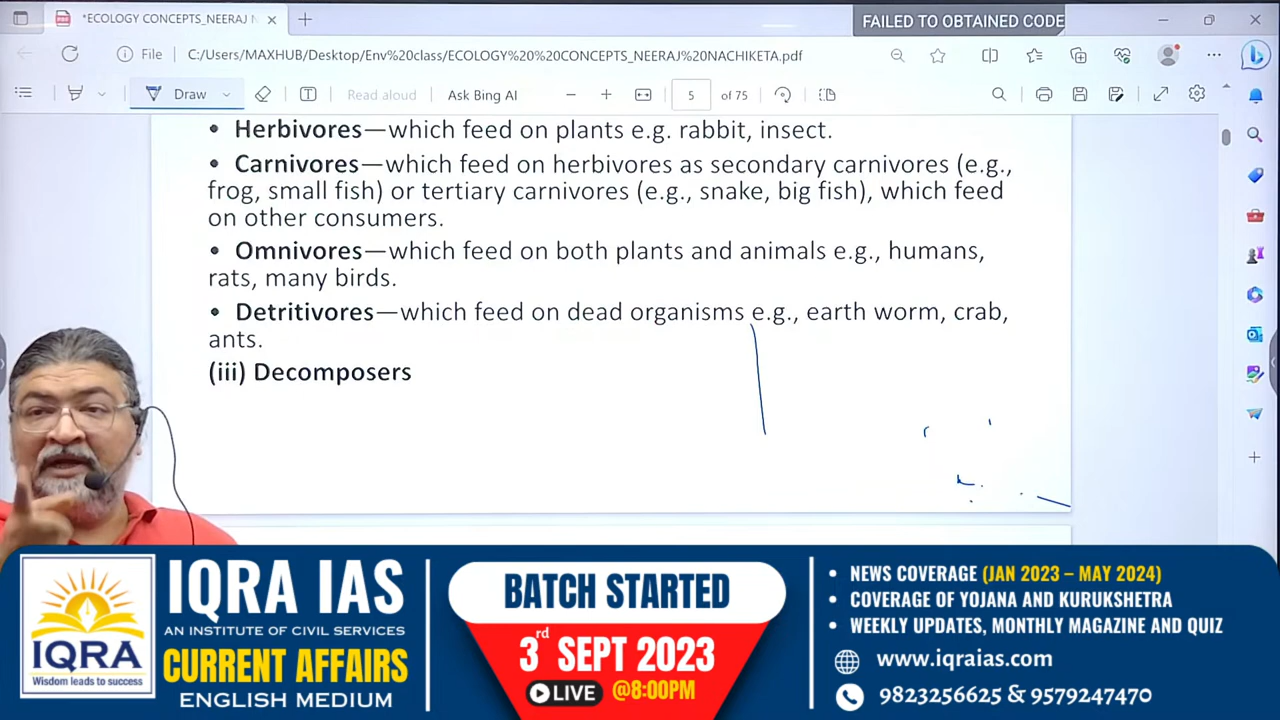 *ECOLOGY CONCEPTS_NEERAJ N
FAILED TO OBTAINED CODE
File C:/Users/MAXHUB/Desktop/Env%20class/ECOLOGY%20%20CONCEPTS_NEERAJ%20NACHIKETA.pdf
Draw Read aloud Ask Bing AI 5 of 75
• Herbivores—which feed on plants e.g. rabbit, insect.
• Carnivores—which feed on herbivores as secondary carnivores (e.g.,
frog, small fish) or tertiary carnivores (e.g., snake, big fish), which feed
on other consumers.
• Omnivores—which feed on both plants and animals e.g., humans,
rats, many birds.
• Detritivores—which feed on dead organisms e.g., earth worm, crab,
ants.
(iii) Decomposers
IQRA
Wisdom leads to success
IQRA IAS
AN INSTITUTE OF CIVIL SERVICES
CURRENT AFFAIRS
ENGLISH MEDIUM
BATCH STARTED
3rd SEPT 2023
LIVE @8:00PM
• NEWS COVERAGE (JAN 2023 – MAY 2024)
• COVERAGE OF YOJANA AND KURUKSHETRA
• WEEKLY UPDATES, MONTHLY MAGAZINE AND QUIZ
www.iqraias.com
9823256625 & 9579247470